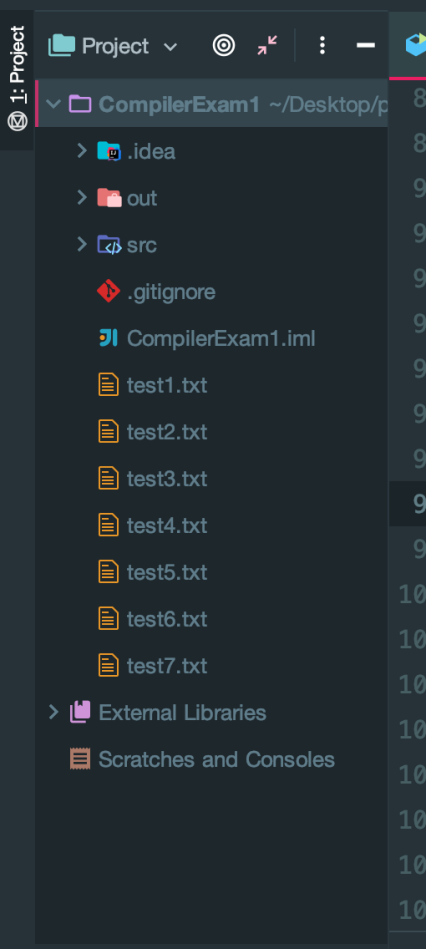 1: Project
Project
CompilerExam1 ~/Desktop/p
.idea
out
src
.gitignore
CompilerExam1.iml
test1.txt
test2.txt
test3.txt
test4.txt
test5.txt
test6.txt
test7.txt
External Libraries
Scratches and Consoles
8
8
9
9
9
9
9
9
9
9
9
10
10
10
10
10
10
10
10